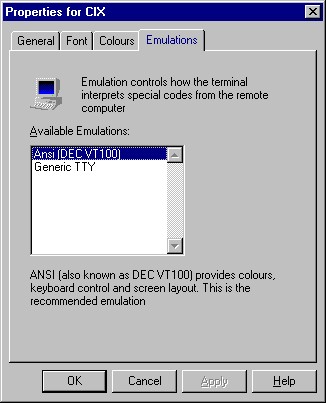 Properties for CIX
General Font Colours Emulations
Emulation controls how the terminal
interprets special codes from the remote
computer
Available Emulations:
Ansi (DEC VT100)
Generic TTY
ANSI (also known as DEC VT100) provides colours,
keyboard control and screen layout. This is the
recommended emulation
OK Cancel Apply Help